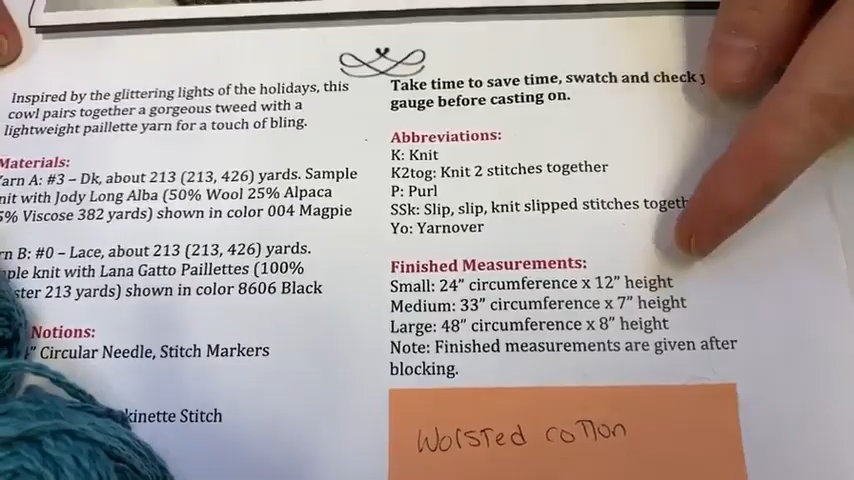 Inspired by the glittering lights of the holidays, this
cowl pairs together a gorgeous tweed with a
lightweight paillette yarn for a touch of bling.
Materials:
A: #3 – Dk, about 213 (213, 426) yards. Sample
with Jody Long Alba (50% Wool 25% Alpaca
Viscose 382 yards) shown in color 004 Magpie
B: #0 – Lace, about 213 (213, 426) yards.
knit with Lana Gatto Paillettes (100%
213 yards) shown in color 8606 Black
Notions:
Circular Needle, Stitch Markers
Stitch
Take time to save time, swatch and check
gauge before casting on.
Abbreviations:
K: Knit
K2tog: Knit 2 stitches together
P: Purl
SSk: Slip, slip, knit slipped stitches
Yo: Yarnover
Finished Measurements:
Small: 24” circumference x 12” height
Medium: 33” circumference x 7” height
Large: 48” circumference x 8” height
Note: Finished measurements are given after
blocking.
Worsted cotton